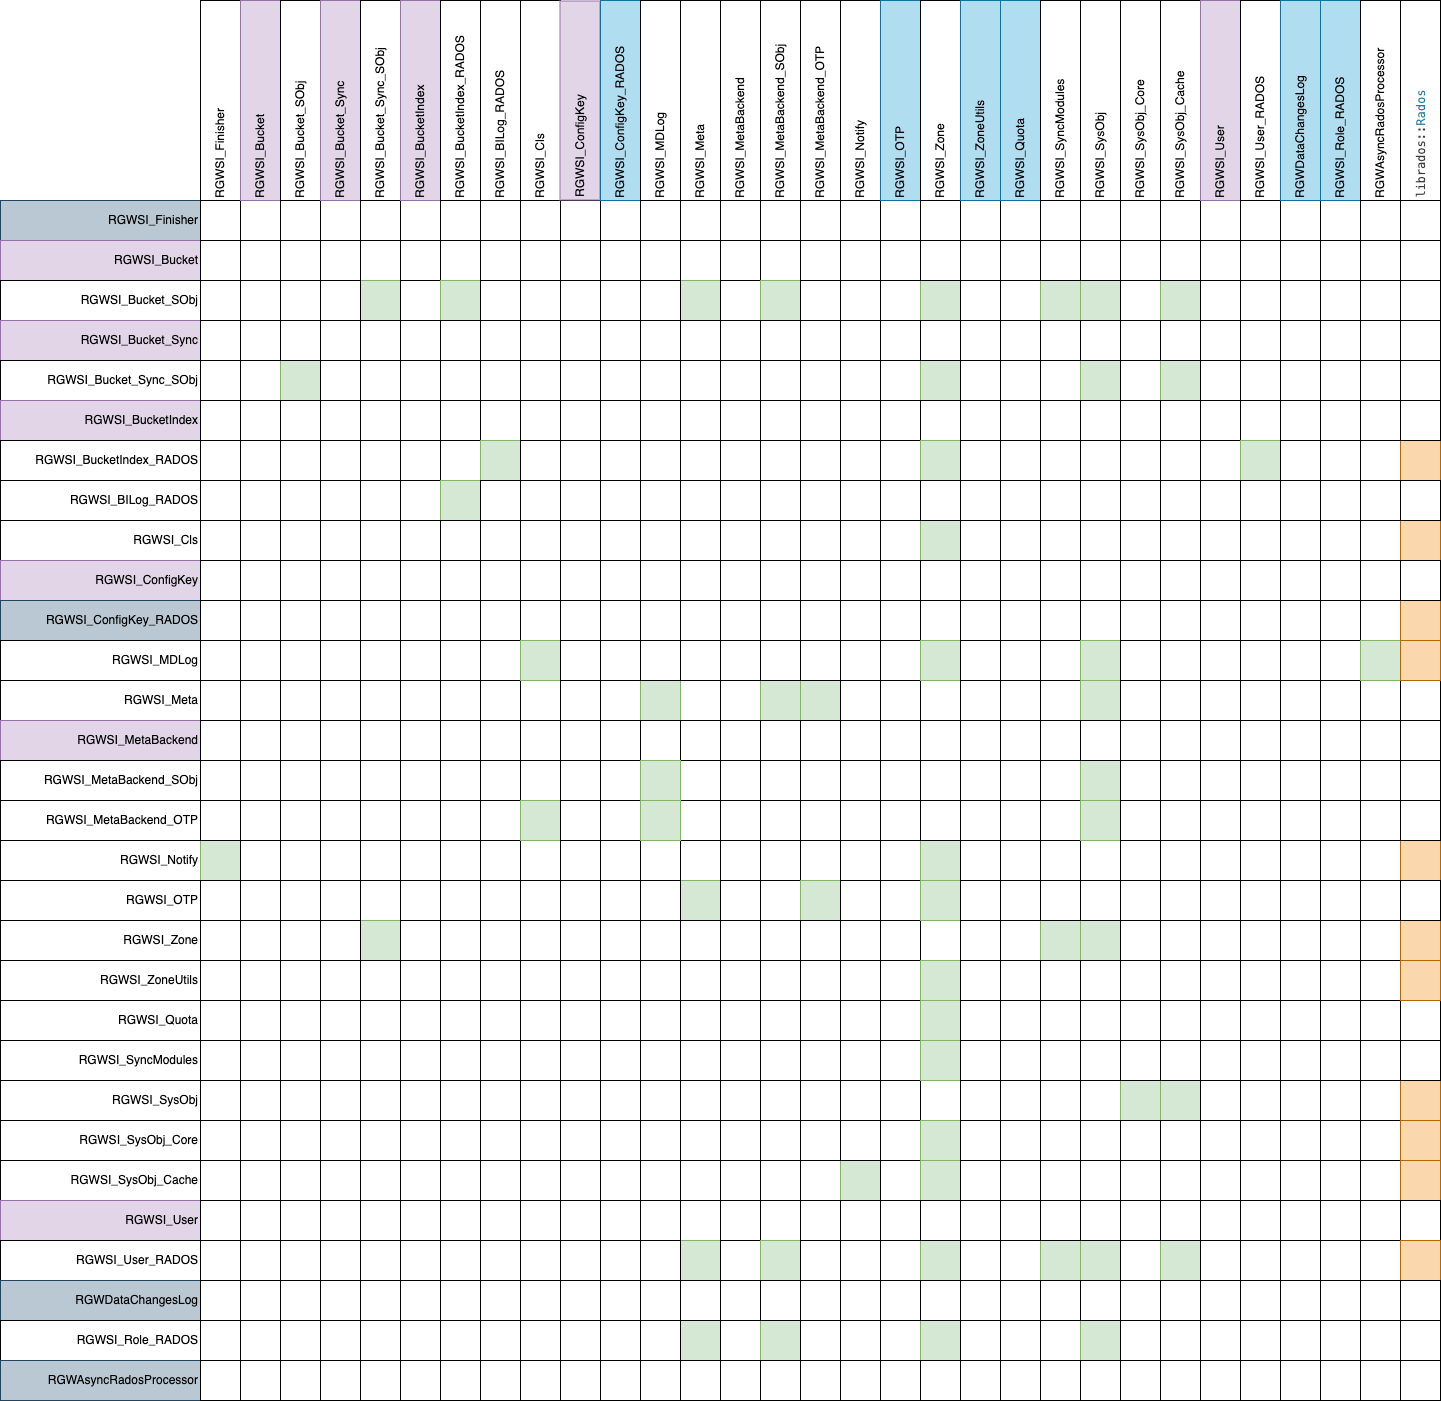 RGWSI_Finisher
RGWSI_Bucket
RGWSI_Bucket_SObj
RGWSI_Bucket_Sync
RGWSI_Bucket_Sync_SObj
RGWSI_BucketIndex
RGWSI_BucketIndex_RADOS
RGWSI_BILog_RADOS
RGWSI_Cls
RGWSI_ConfigKey
RGWSI_ConfigKey_RADOS
RGWSI_MDLog
RGWSI_Meta
RGWSI_MetaBackend
RGWSI_MetaBackend_SObj
RGWSI_MetaBackend_OTP
RGWSI_Notify
RGWSI_OTP
RGWSI_Zone
RGWSI_ZoneUtils
RGWSI_Quota
RGWSI_SyncModules
RGWSI_SysObj
RGWSI_SysObj_Core
RGWSI_SysObj_Cache
RGWSI_User
RGWSI_User_RADOS
RGWDataChangesLog
RGWSI_Role_RADOS
RGWAsyncRadosProcessor
librados::Rados
RGWSI_Finisher
RGWSI_Bucket
RGWSI_Bucket_SObj
RGWSI_Bucket_Sync
RGWSI_Bucket_Sync_SObj
RGWSI_BucketIndex
RGWSI_BucketIndex_RADOS
RGWSI_BILog_RADOS
RGWSI_Cls
RGWSI_ConfigKey
RGWSI_ConfigKey_RADOS
RGWSI_MDLog
RGWSI_Meta
RGWSI_MetaBackend
RGWSI_MetaBackend_SObj
RGWSI_MetaBackend_OTP
RGWSI_Notify
RGWSI_OTP
RGWSI_Zone
RGWSI_ZoneUtils
RGWSI_Quota
RGWSI_SyncModules
RGWSI_SysObj
RGWSI_SysObj_Core
RGWSI_SysObj_Cache
RGWSI_User
RGWSI_User_RADOS
RGWDataChangesLog
RGWSI_Role_RADOS
RGWAsyncRadosProcessor